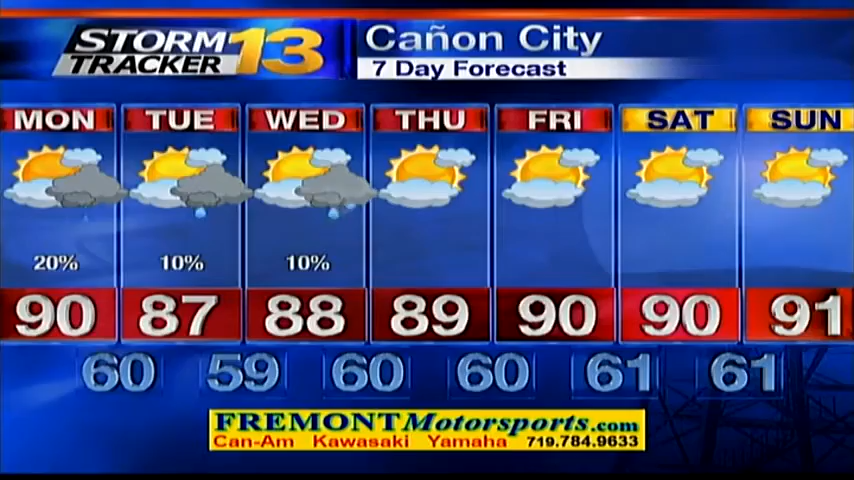 STORM TRACKER 13
Cañon City
7 Day Forecast
MON TUE WED THU FRI SAT SUN
20% 10% 10%
90 87 88 89 90 90 91
60 59 60 60 61 61
FREMONT Motorsports.com
Can-Am Kawasaki Yamaha 719.784.9633